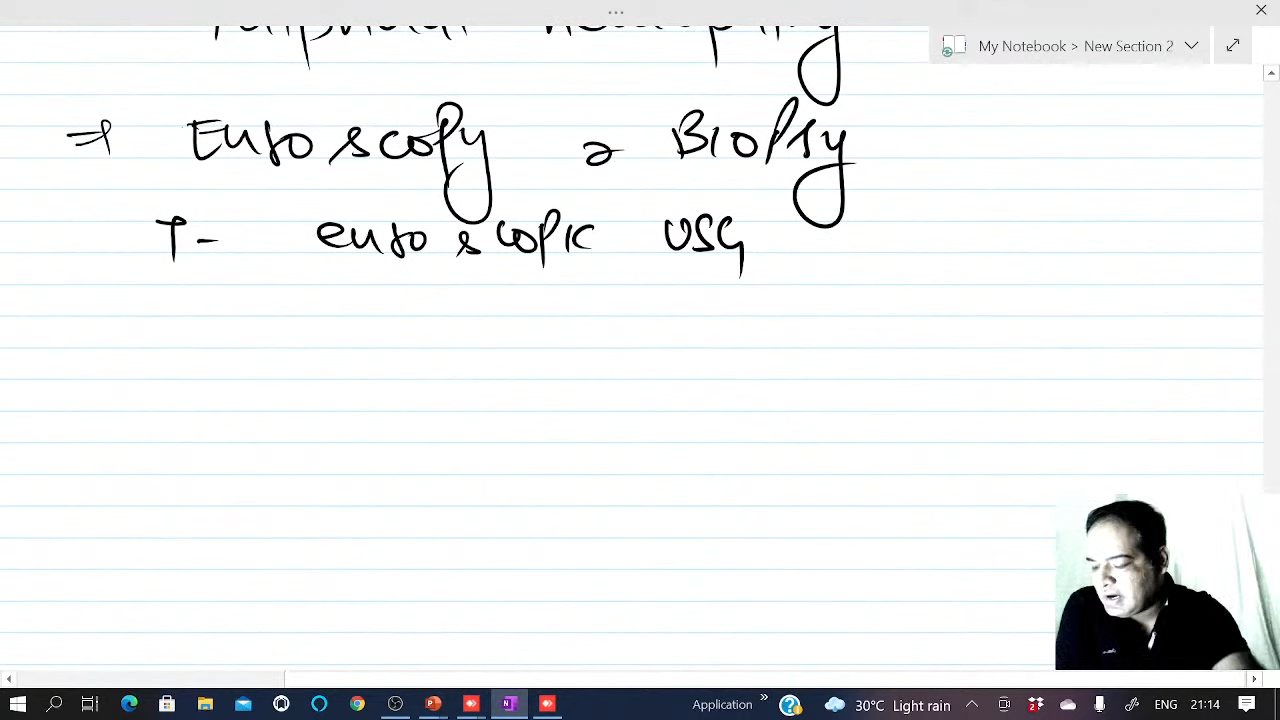 My Notebook > New Section 2
→ Endoscopy & Biopsy
T - endoscopic USG
Application
»
30°C Light rain
ENG
21:14